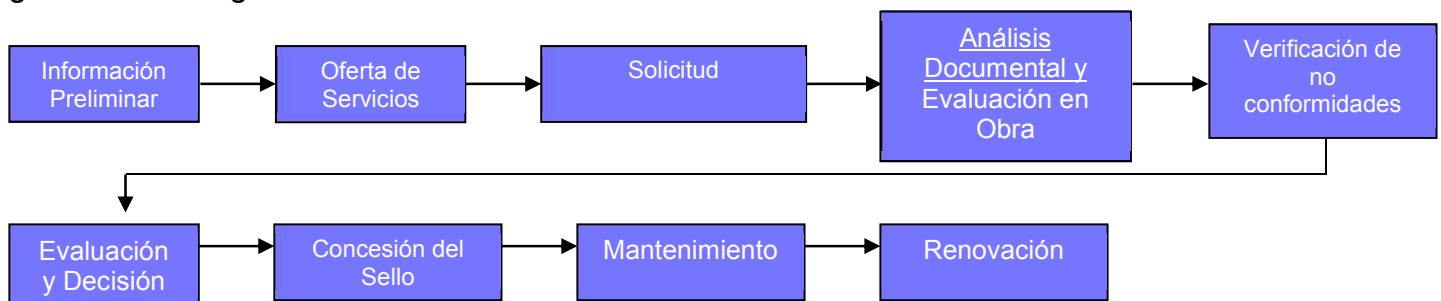 Información
Preliminar
Oferta de
Servicios
Solicitud
Análisis
Documental y
Evaluación en
Obra
Verificación de
no
conformidades
Evaluación
y Decisión
Concesión del
Sello
Mantenimiento
Renovación